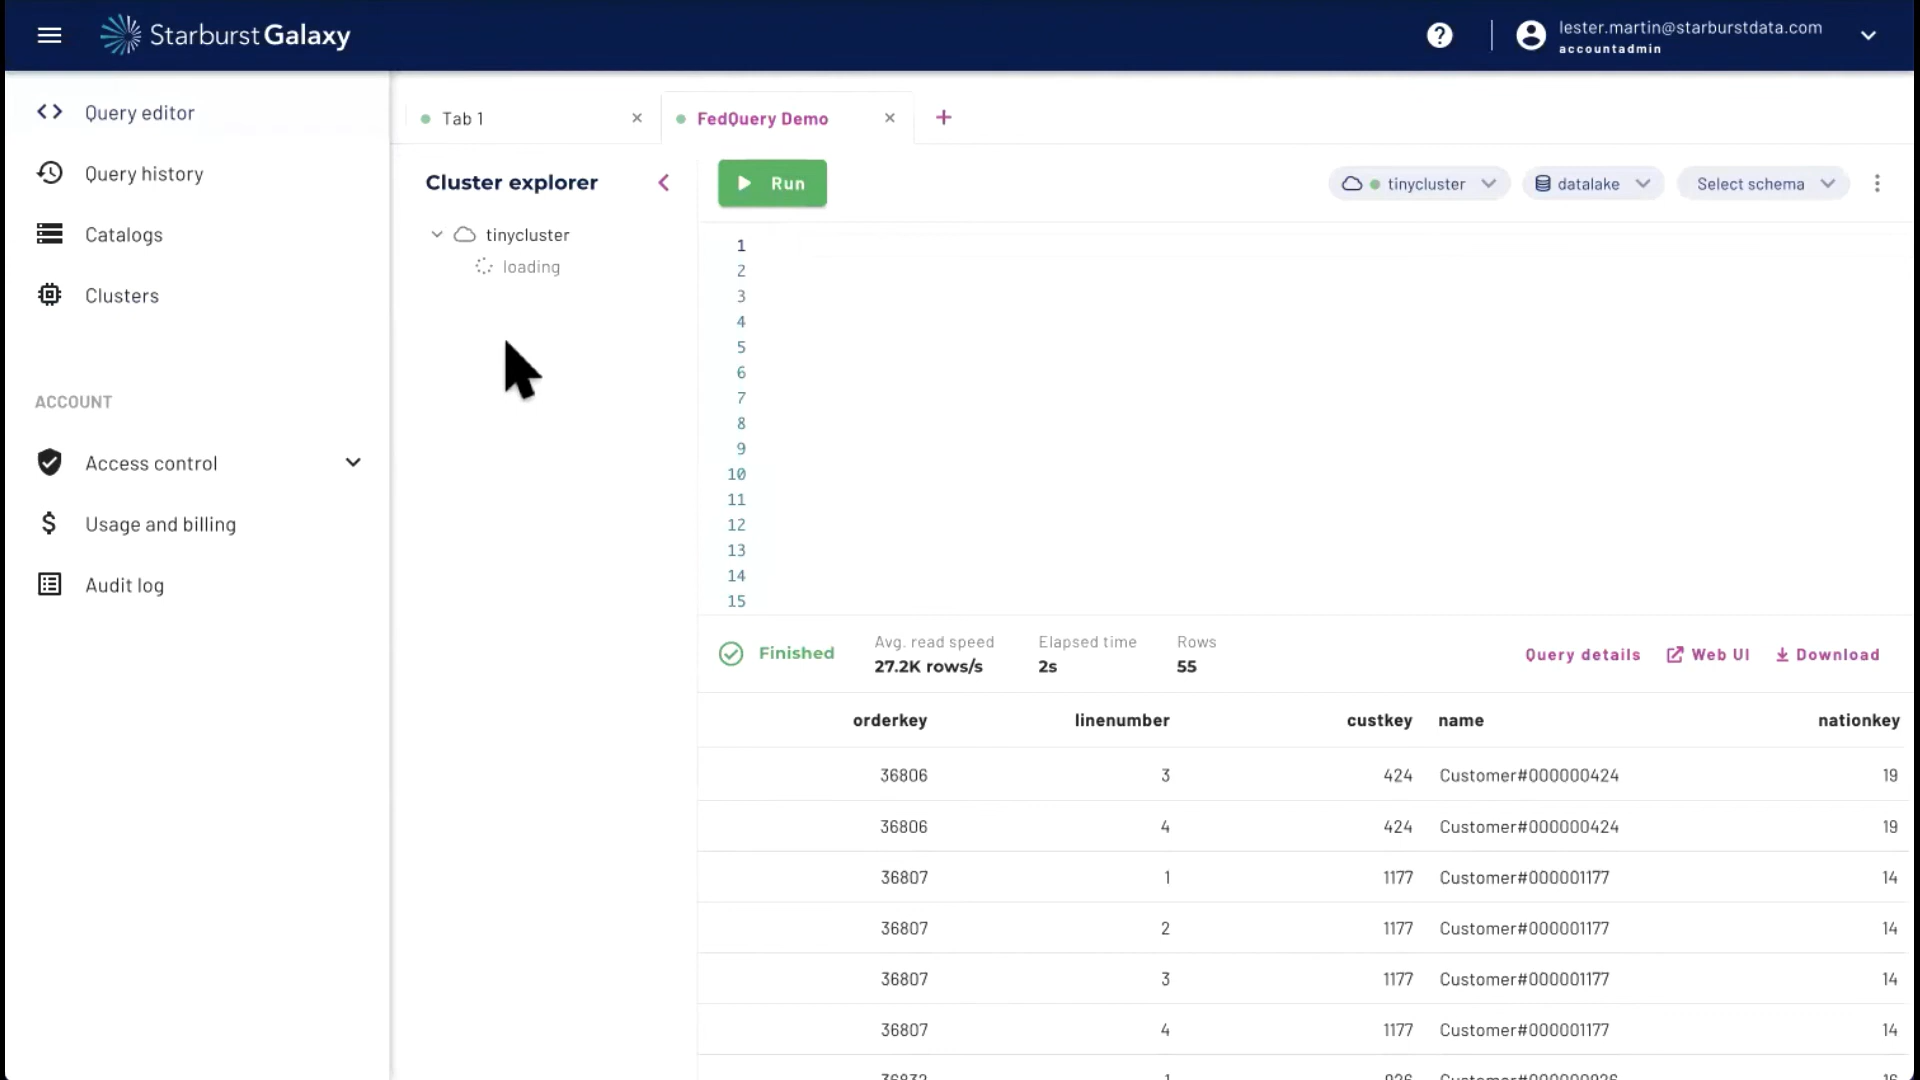 Starburst Galaxy
lester.martin@starburstdata.com
accountadmin
Query editor
Query history
Catalogs
Clusters
ACCOUNT
Access control
Usage and billing
Audit log
Tab 1
FedQuery Demo
Cluster explorer
tinycluster
loading
Run
tinycluster
datalake
Select schema
1
2
3
4
5
6
7
8
9
10
11
12
13
14
15
Finished
Avg. read speed
27.2K rows/s
Elapsed time
2s
Rows
55
Query details
Web UI
Download
orderkey linenumber custkey name nationkey
36806 3 424 Customer#000000424 19
36806 4 424 Customer#000000424 19
36807 1 1177 Customer#000001177 14
36807 2 1177 Customer#000001177 14
36807 3 1177 Customer#000001177 14
36807 4 1177 Customer#000001177 14